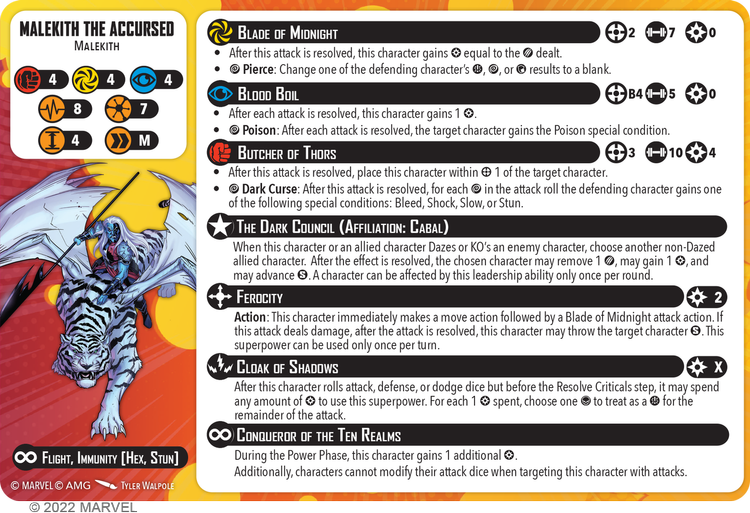 MALEKITH THE ACCURSED
MALEKITH
4 4 4
8 7
4 M
BLADE OF MIDNIGHT 2 7 0
• After this attack is resolved, this character gains equal to the dealt.
• Pierce: Change one of the defending character's , , or results to a blank.
BLOOD BOIL B4 5 0
• After each attack is resolved, this character gains 1 .
• Poison: After each attack is resolved, the target character gains the Poison special condition.
BUTCHER OF THORS 3 10 4
• After this attack is resolved, place this character within 1 of the target character.
• Dark Curse: After this attack is resolved, for each in the attack roll the defending character gains one
of the following special conditions: Bleed, Shock, Slow, or Stun.
THE DARK COUNCIL (AFFILIATION: CABAL)
When this character or an allied character Dazes or KO's an enemy character, choose another non-Dazed
allied character. After the effect is resolved, the chosen character may remove 1 , may gain 1 , and
may advance S. A character can be affected by this leadership ability only once per round.
FEROCITY 2
Action: This character immediately makes a move action followed by a Blade of Midnight attack action. If
this attack deals damage, after the attack is resolved, this character may throw the target character S. This
superpower can be used only once per turn.
CLOAK OF SHADOWS X
After this character rolls attack, defense, or dodge dice but before the Resolve Criticals step, it may spend
any amount of to use this superpower. For each 1 spent, choose one to treat as a for the
remainder of the attack.
CONQUEROR OF THE TEN REALMS
During the Power Phase, this character gains 1 additional .
Additionally, characters cannot modify their attack dice when targeting this character with attacks.
FLIGHT, IMMUNITY [HEX, STUN]
© MARVEL © AMG TYLER WALPOLE
© 2022 MARVEL